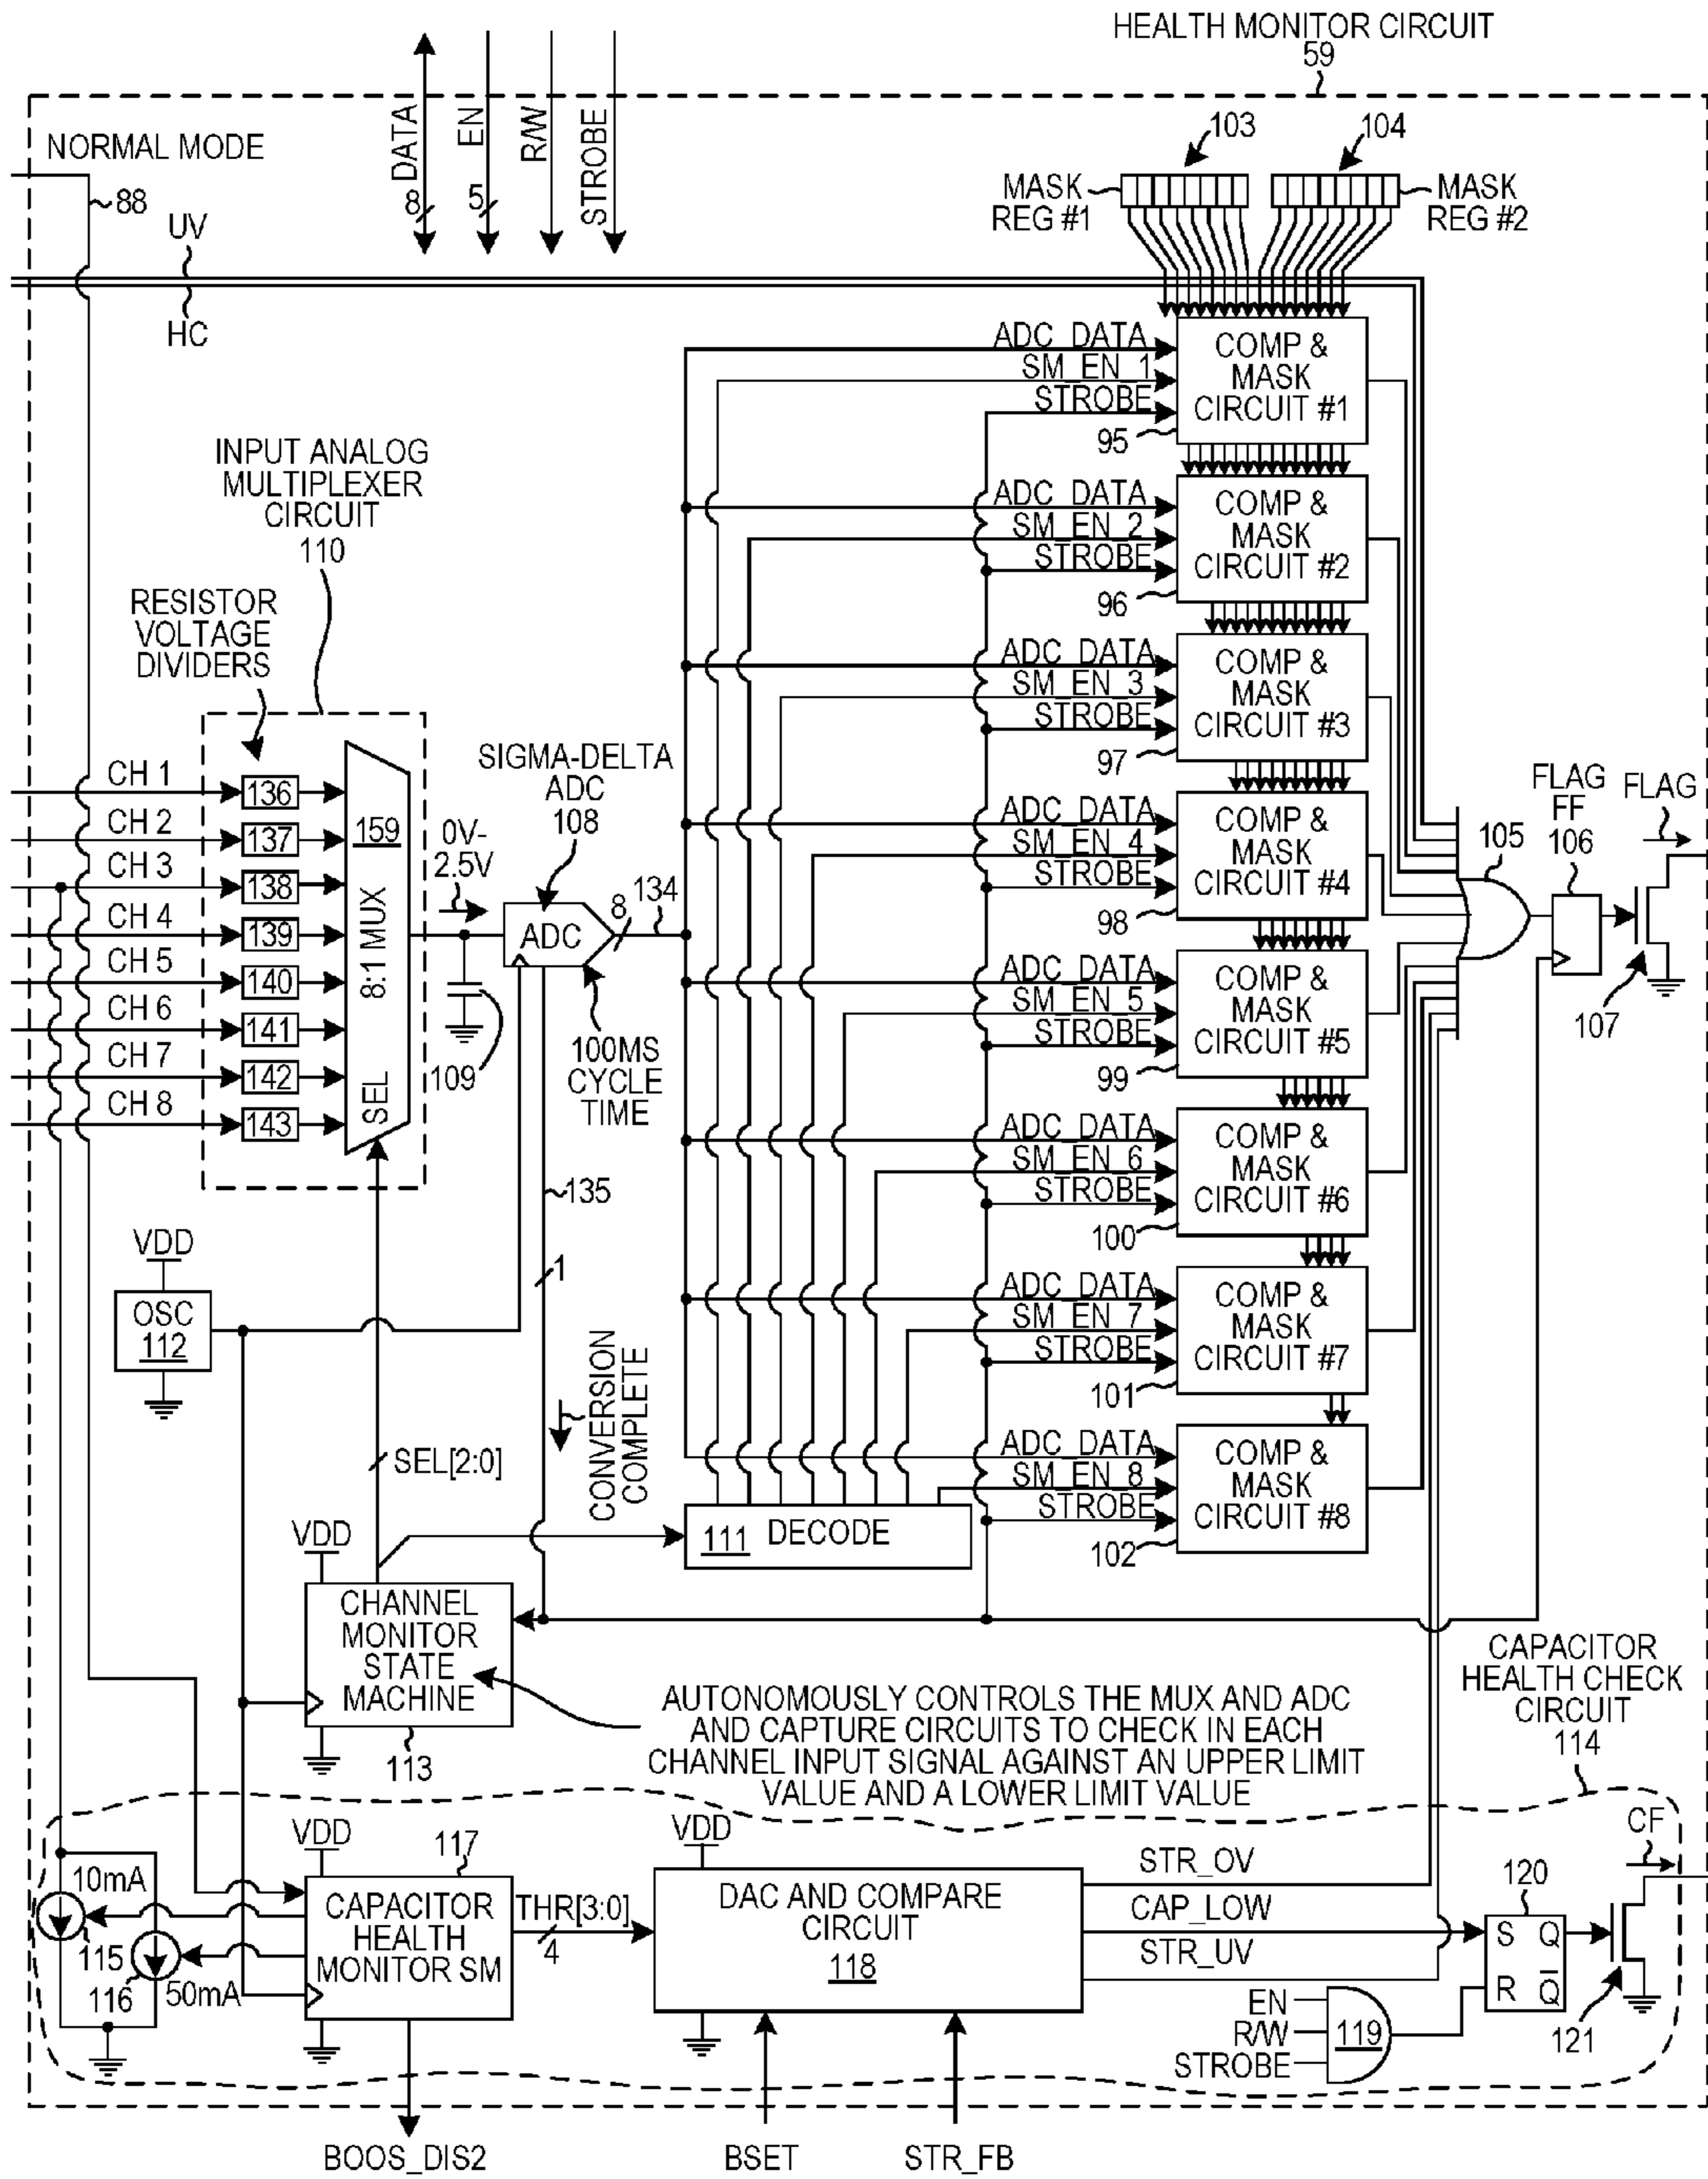 HEALTH MONITOR CIRCUIT
59
NORMAL MODE
88
UV
HC
DATA
8
EN
5
R/W
STROBE
103
104
MASK
REG #1
MASK
REG #2
ADC_DATA
SM_EN_1
STROBE
95
COMP &
MASK
CIRCUIT #1
ADC_DATA
SM_EN_2
STROBE
96
COMP &
MASK
CIRCUIT #2
ADC_DATA
SM_EN_3
STROBE
97
COMP &
MASK
CIRCUIT #3
ADC_DATA
SM_EN_4
STROBE
98
COMP &
MASK
CIRCUIT #4
ADC_DATA
SM_EN_5
STROBE
99
COMP &
MASK
CIRCUIT #5
ADC_DATA
SM_EN_6
STROBE
100
COMP &
MASK
CIRCUIT #6
ADC_DATA
SM_EN_7
STROBE
101
COMP &
MASK
CIRCUIT #7
ADC_DATA
SM_EN_8
STROBE
102
COMP &
MASK
CIRCUIT #8
INPUT ANALOG
MULTIPLEXER
CIRCUIT
110
RESISTOR
VOLTAGE
DIVIDERS
CH 1
136
CH 2
137
CH 3
138
CH 4
139
CH 5
140
CH 6
141
CH 7
142
CH 8
143
159
8:1 MUX
SEL
0V-
2.5V
SIGMA-DELTA
ADC
108
ADC
8
134
109
100MS
CYCLE
TIME
135
1
CONVERSION
COMPLETE
105
FLAG
FF
106
FLAG
107
VDD
OSC
112
SEL[2:0]
111 DECODE
VDD
CHANNEL
MONITOR
STATE
MACHINE
113
AUTONOMOUSLY CONTROLS THE MUX AND ADC
AND CAPTURE CIRCUITS TO CHECK IN EACH
CHANNEL INPUT SIGNAL AGAINST AN UPPER LIMIT
VALUE AND A LOWER LIMIT VALUE
CAPACITOR
HEALTH CHECK
CIRCUIT
114
10mA
115
116
50mA
VDD
117
CAPACITOR
HEALTH
MONITOR SM
THR[3:0]
4
VDD
DAC AND COMPARE
CIRCUIT
118
STR_OV
CAP_LOW
STR_UV
EN
R/W
STROBE
119
120
S Q
R Q
CF
121
BOOS_DIS2
BSET
STR_FB